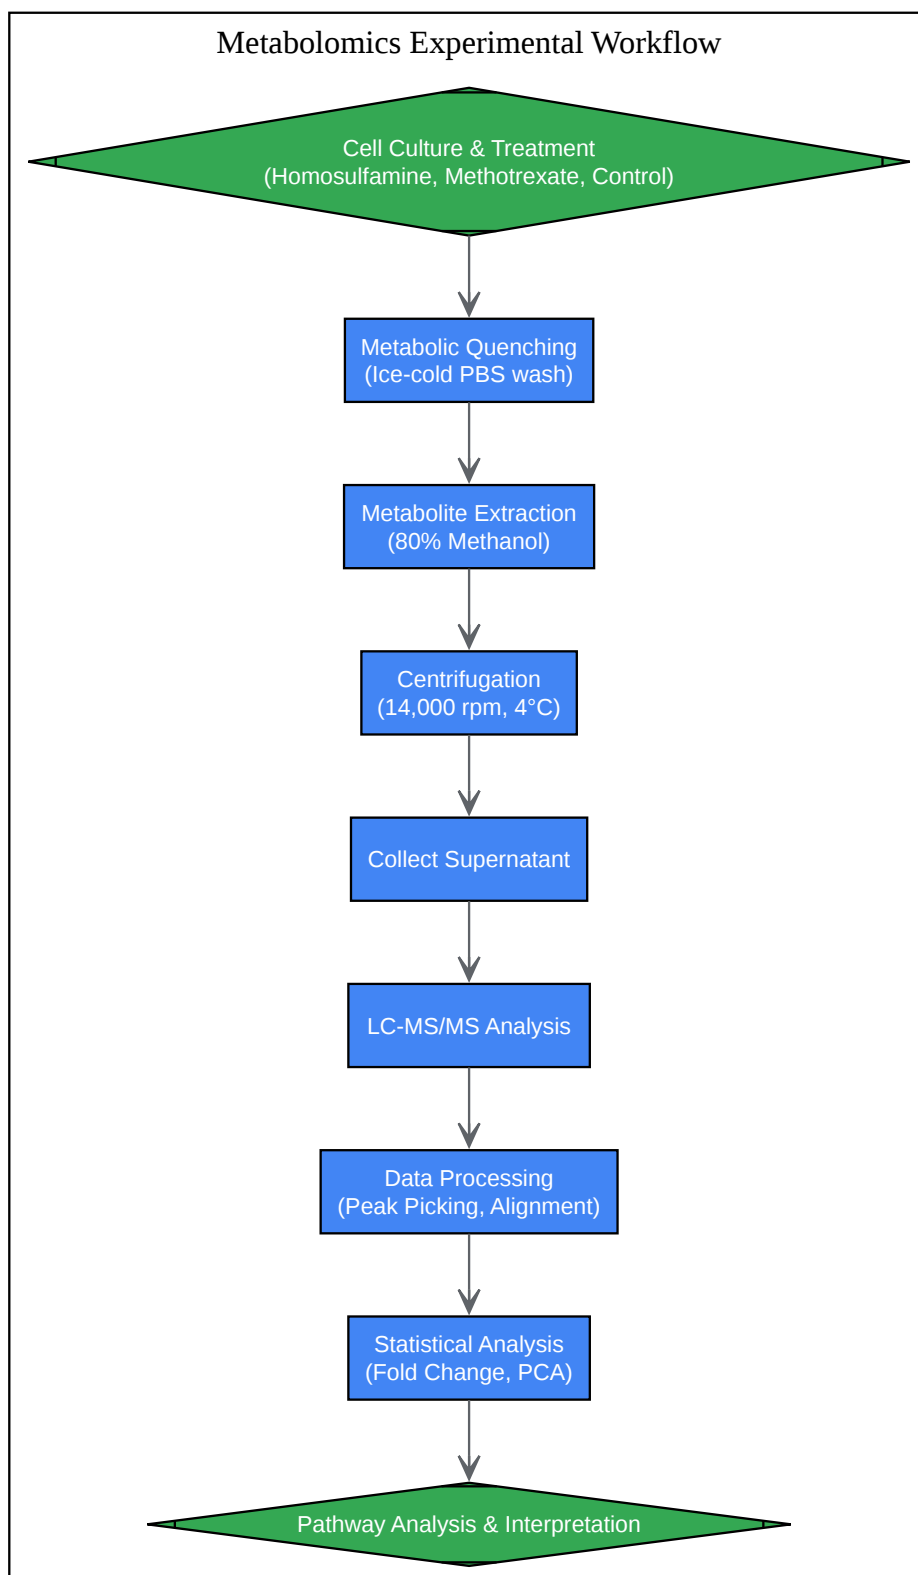 Metabolomics Experimental Workflow
Cell Culture & Treatment
(Homosulfamine, Methotrexate, Control)
Metabolic Quenching
(Ice-cold PBS wash)
Metabolite Extraction
(80% Methanol)
Centrifugation
(14,000 rpm, 4°C)
Collect Supernatant
LC-MS/MS Analysis
Data Processing
(Peak Picking, Alignment)
Statistical Analysis
(Fold Change, PCA)
Pathway Analysis & Interpretation